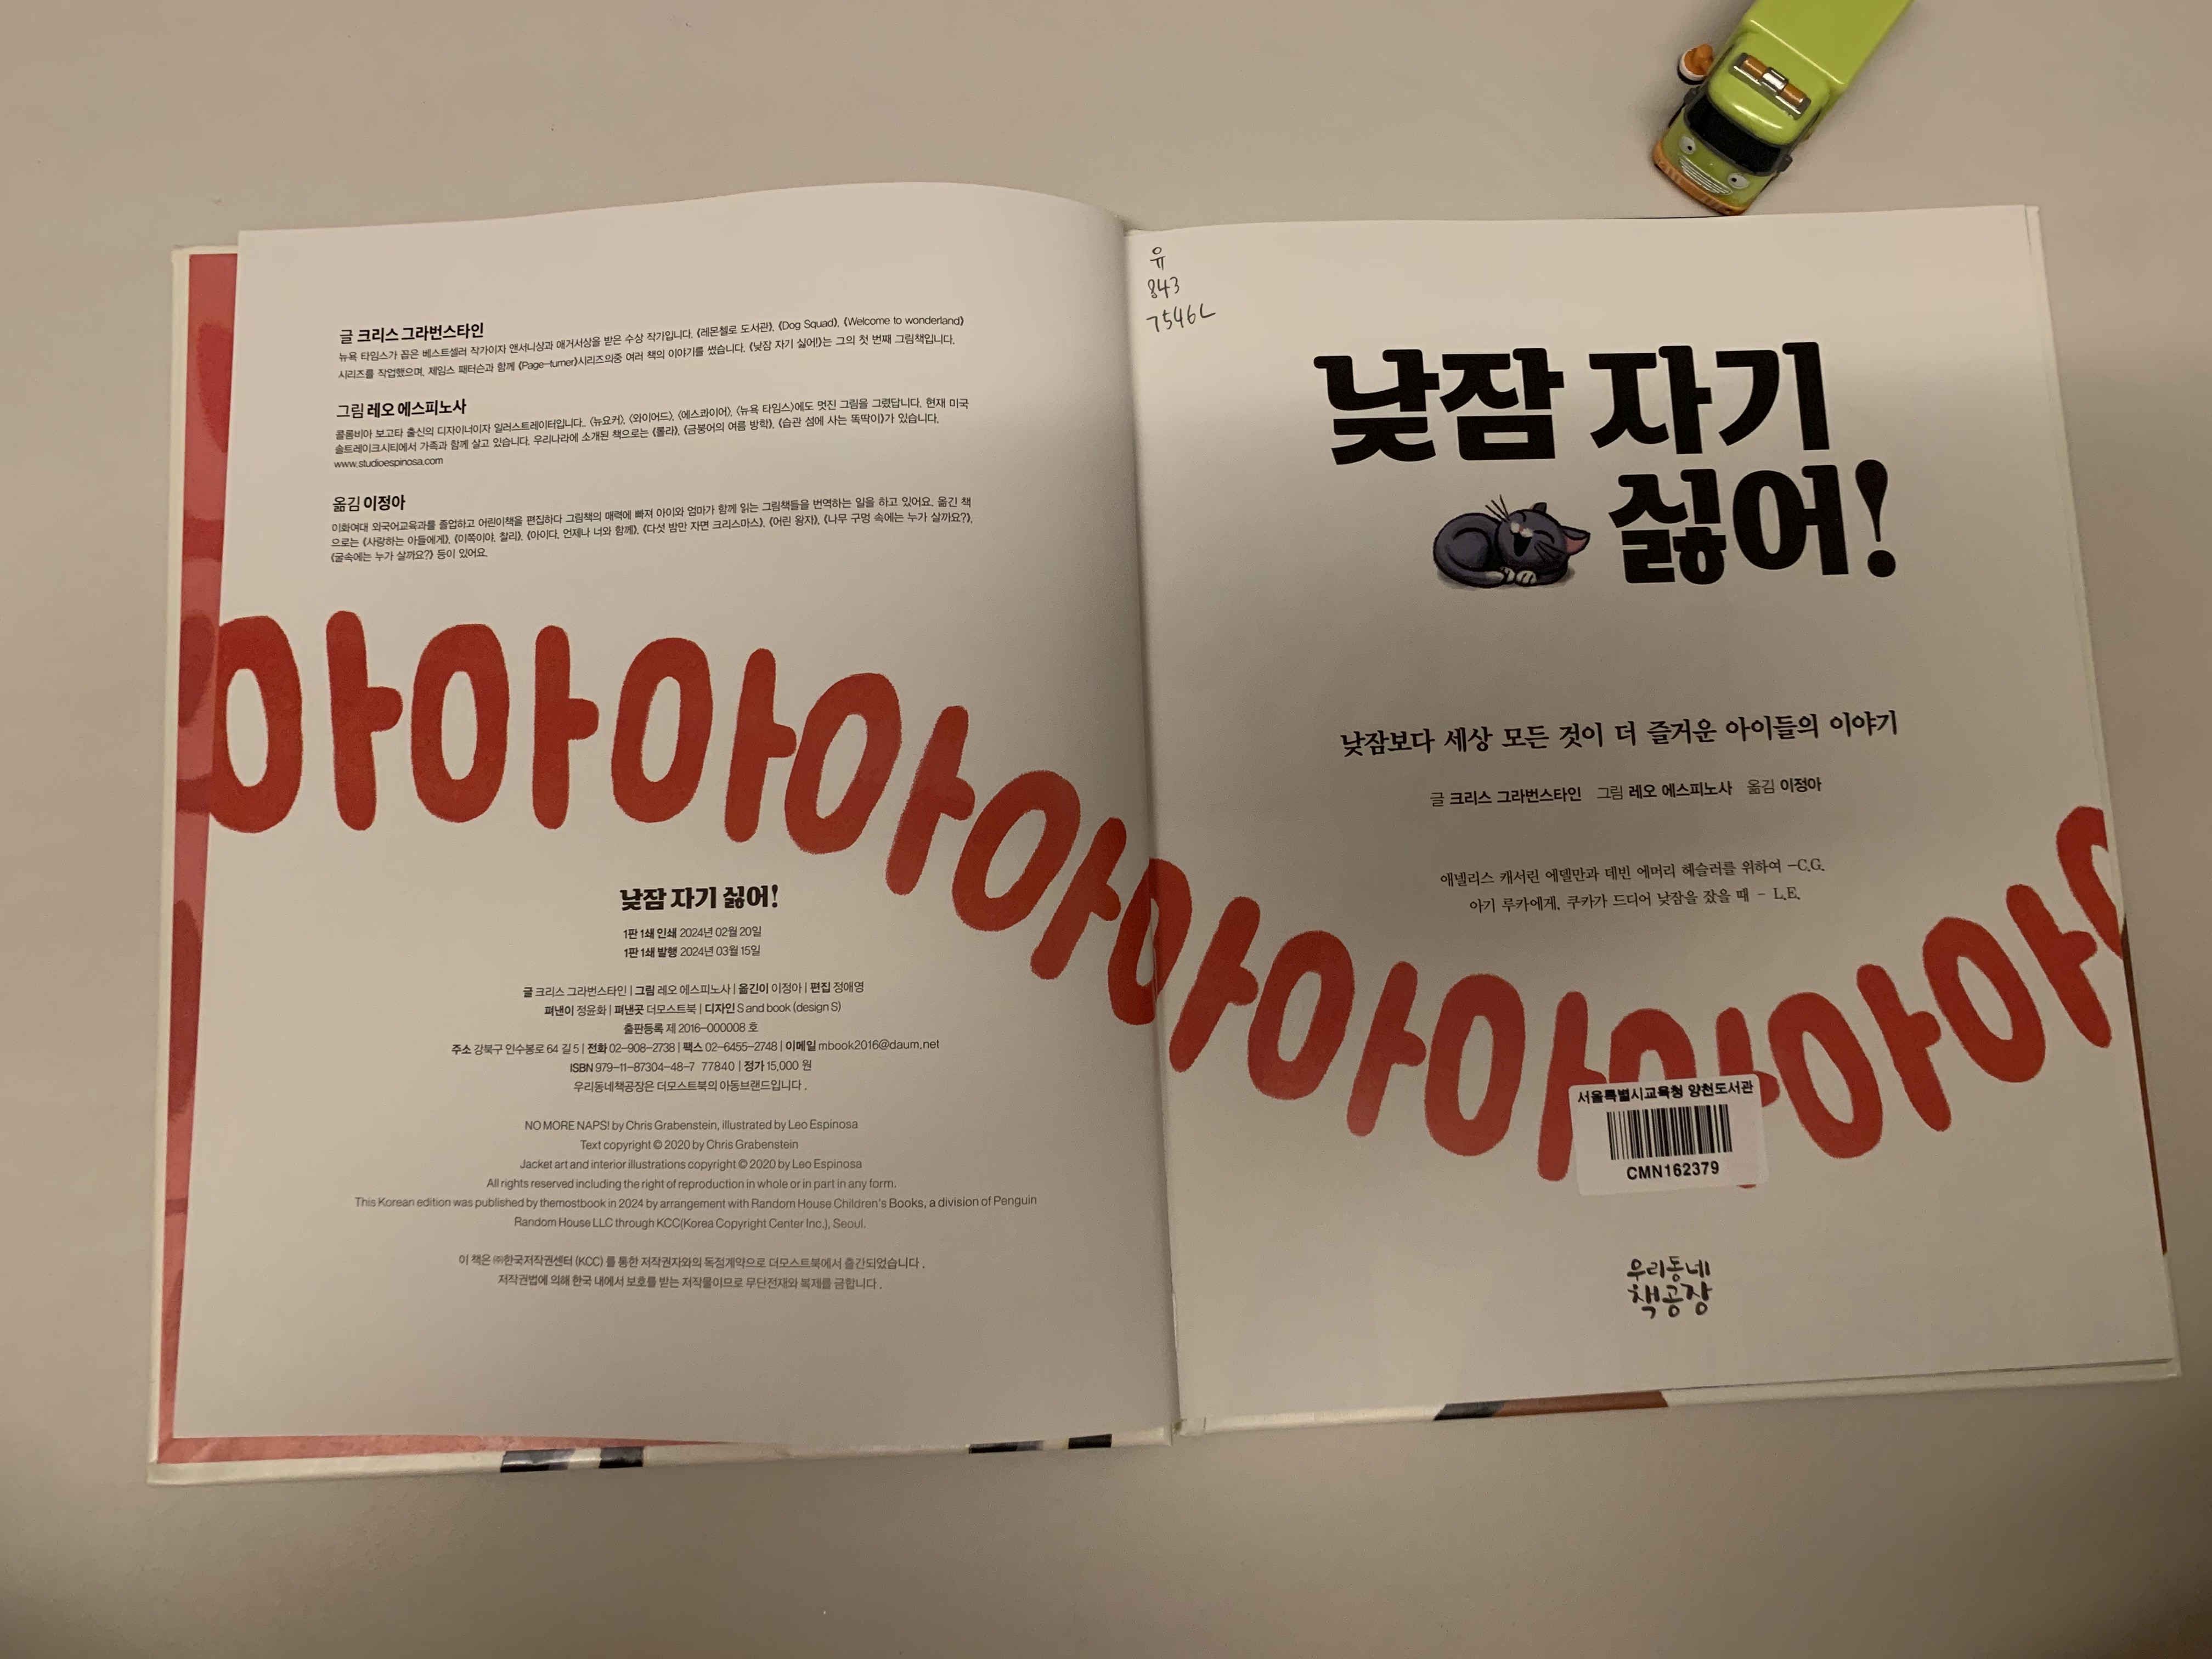 글 크리스 그라번스타인
뉴욕 타임스가 꼽은 베스트셀러 작가이자 앤서니상과 애거서상을 받은 수상 작가입니다. 《레몬첼로 도서관》, 《Dog Squad》, 《Welcome to wonderland》
시리즈를 작업했으며, 제임스 패터슨과 함께 《Page-turner》시리즈의중 여러 책의 이야기를 썼습니다. 《낮잠 자기 싫어!》는 그의 첫 번째 그림책입니다.
그림 레오 에스피노사
콜롬비아 보고타 출신의 디자이너이자 일러스트레이터입니다. 〈뉴요커〉, 〈와이어드〉, 〈에스콰이어〉, 〈뉴욕 타임스〉에도 멋진 그림을 그렸답니다. 현재 미국
솔트레이크시티에서 가족과 함께 살고 있습니다. 우리나라에 소개된 책으로는 《롤라》, 《금붕어의 여름 방학》, 《습관 섬에 사는 똑딱이》가 있습니다.
www.studioespinosa.com
옮김 이정아
이화여대 외국어교육과를 졸업하고 어린이책을 편집하다 그림책의 매력에 빠져 아이와 엄마가 함께 읽는 그림책들을 번역하는 일을 하고 있어요. 옮긴 책
으로는 《사랑하는 아들에게》, 《이쪽이야, 찰리》, 《아이다, 언제나 너와 함께》, 《다섯 밤만 자면 크리스마스》, 《어린 왕자》, 《나무 구멍 속에는 누가 살까요?》,
《굴속에는 누가 살까요?》 등이 있어요.
아아아아아아아아아아아아
낮잠 자기 싫어!
1판 1쇄 인쇄 2024년 02월 20일
1판 1쇄 발행 2024년 03월 15일
글 크리스 그라번스타인 | 그림 레오 에스피노사 | 옮긴이 이정아 | 편집 정애영
펴낸이 정윤화 | 펴낸곳 더모스트북 | 디자인 S and book (design S)
출판등록 제 2016-000008 호
주소 강북구 인수봉로 64 길 5 | 전화 02-908-2738 | 팩스 02-6455-2748 | 이메일 mbook2016@daum.net
ISBN 979-11-87304-48-7 77840 | 정가 15,000 원
우리동네책공장은 더모스트북의 아동브랜드입니다 .
NO MORE NAPS! by Chris Grabenstein, illustrated by Leo Espinosa
Text copyright © 2020 by Chris Grabenstein
Jacket art and interior illustrations copyright © 2020 by Leo Espinosa
All rights reserved including the right of reproduction in whole or in part in any form.
This Korean edition was published by themostbook in 2024 by arrangement with Random House Children's Books, a division of Penguin
Random House LLC through KCC(Korea Copyright Center Inc.), Seoul.
이 책은 ㈜한국저작권센터 (KCC) 를 통한 저작권자와의 독점계약으로 더모스트북에서 출간되었습니다 .
저작권법에 의해 한국 내에서 보호를 받는 저작물이므로 무단전재와 복제를 금합니다 .
유
843
ㄱ546ㄴ
낮잠 자기
싫어!
낮잠보다 세상 모든 것이 더 즐거운 아이들의 이야기
글 크리스 그라번스타인 그림 레오 에스피노사 옮김 이정아
애넬리스 캐서린 에델만과 데빈 에머리 헤슬러를 위하여 -C.G.
아기 루카에게, 쿠카가 드디어 낮잠을 잤을 때 - L.E.
서울특별시교육청 양천도서관
CMN162379
우리동네
책공장